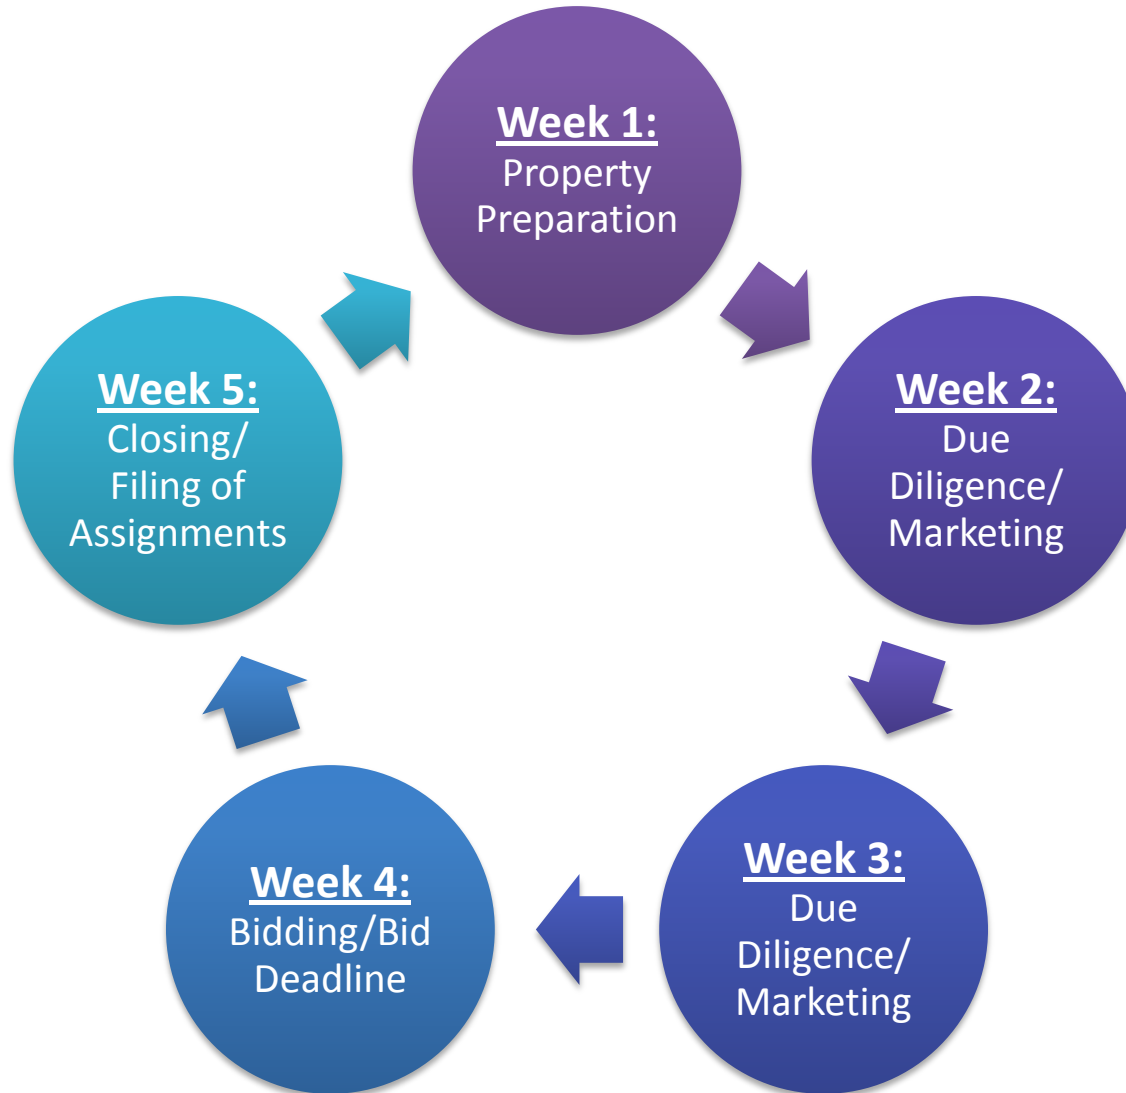 Week 1:
Property
Preparation
Week 2:
Due
Diligence/
Marketing
Week 3:
Due
Diligence/
Marketing
Week 4:
Bidding/Bid
Deadline
Week 5:
Closing/
Filing of
Assignments